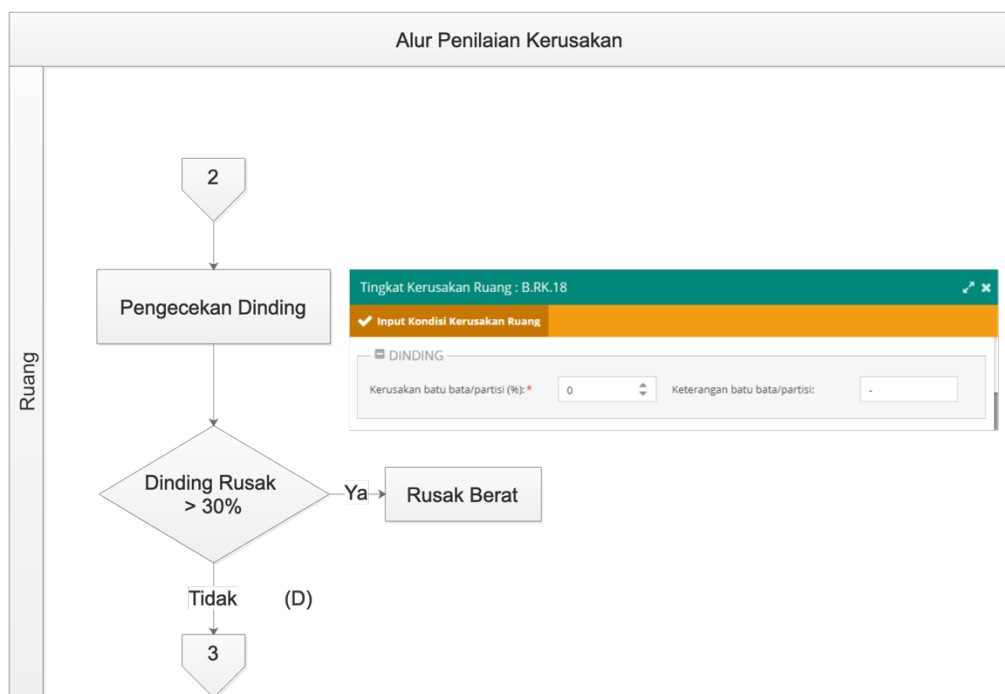 Alur Penilaian Kerusakan
Ruang
2
Pengecekan Dinding
Tingkat Kerusakan Ruang : B.RK.18
Input Kondisi Kerusakan Ruang
DINDING
Kerusakan batu bata/partisi (%): *
0
Keterangan batu bata/partisi:
-
Dinding Rusak
> 30%
Ya
Rusak Berat
Tidak
(D)
3